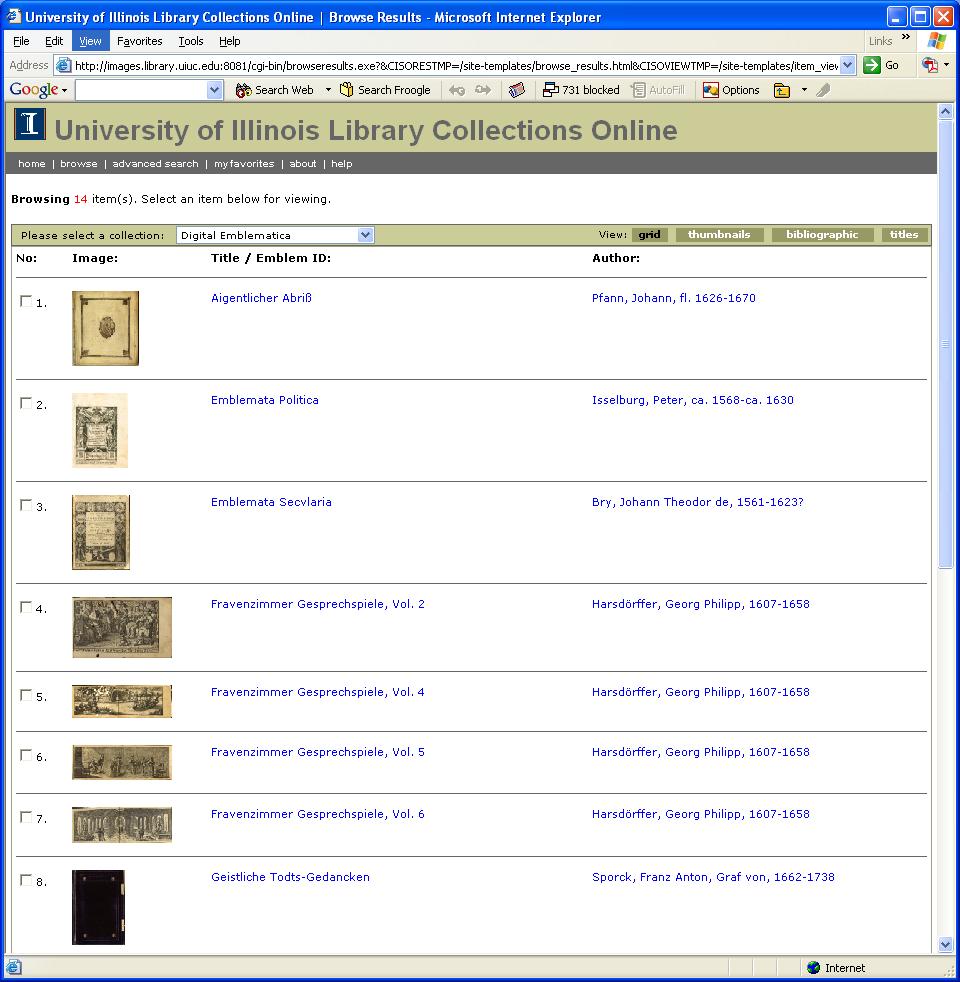 University of Illinois Library Collections Online | Browse Results - Microsoft Internet Explorer
File Edit View Favorites Tools Help Links »
Address http://images.library.uiuc.edu:8081/cgi-bin/browseresults.exe?&CISORESTMP=/site-templates/browse_results.html&CISOVIEWTMP=/site-templates/item_view Go
Google Search Web Search Froogle 731 blocked AutoFill Options
I University of Illinois Library Collections Online
home | browse | advanced search | my favorites | about | help
Browsing 14 item(s). Select an item below for viewing.
Please select a collection: Digital Emblematica View: grid thumbnails bibliographic titles
No: Image: Title / Emblem ID: Author:
1. Aigentlicher Abriß Pfann, Johann, fl. 1626-1670
2. Emblemata Politica Isselburg, Peter, ca. 1568-ca. 1630
3. Emblemata Secvlaria Bry, Johann Theodor de, 1561-1623?
4. Fravenzimmer Gesprechspiele, Vol. 2 Harsdörffer, Georg Philipp, 1607-1658
5. Fravenzimmer Gesprechspiele, Vol. 4 Harsdörffer, Georg Philipp, 1607-1658
6. Fravenzimmer Gesprechspiele, Vol. 5 Harsdörffer, Georg Philipp, 1607-1658
7. Fravenzimmer Gesprechspiele, Vol. 6 Harsdörffer, Georg Philipp, 1607-1658
8. Geistliche Todts-Gedancken Sporck, Franz Anton, Graf von, 1662-1738
Internet